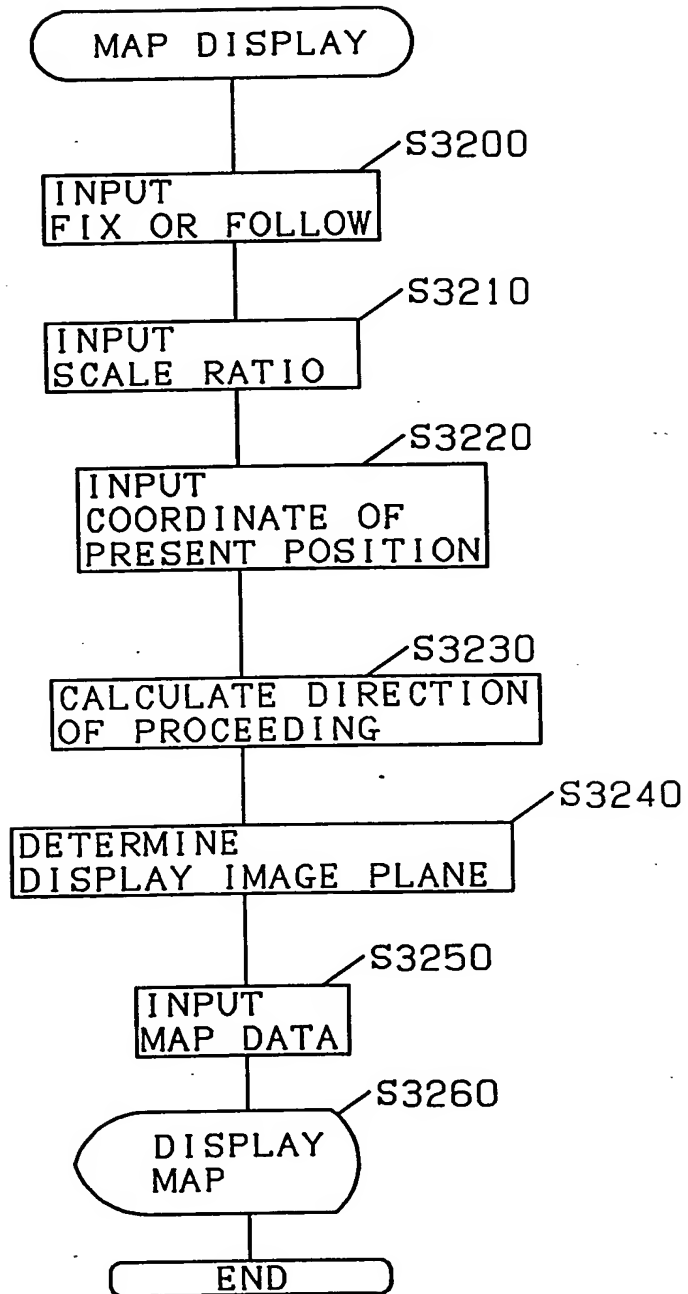 MAP DISPLAY
S3200
INPUT
FIX OR FOLLOW
S3210
INPUT
SCALE RATIO
S3220
INPUT
COORDINATE OF
PRESENT POSITION
S3230
CALCULATE DIRECTION
OF PROCEEDING
S3240
DETERMINE
DISPLAY IMAGE PLANE
S3250
INPUT
MAP DATA
S3260
DISPLAY
MAP
END